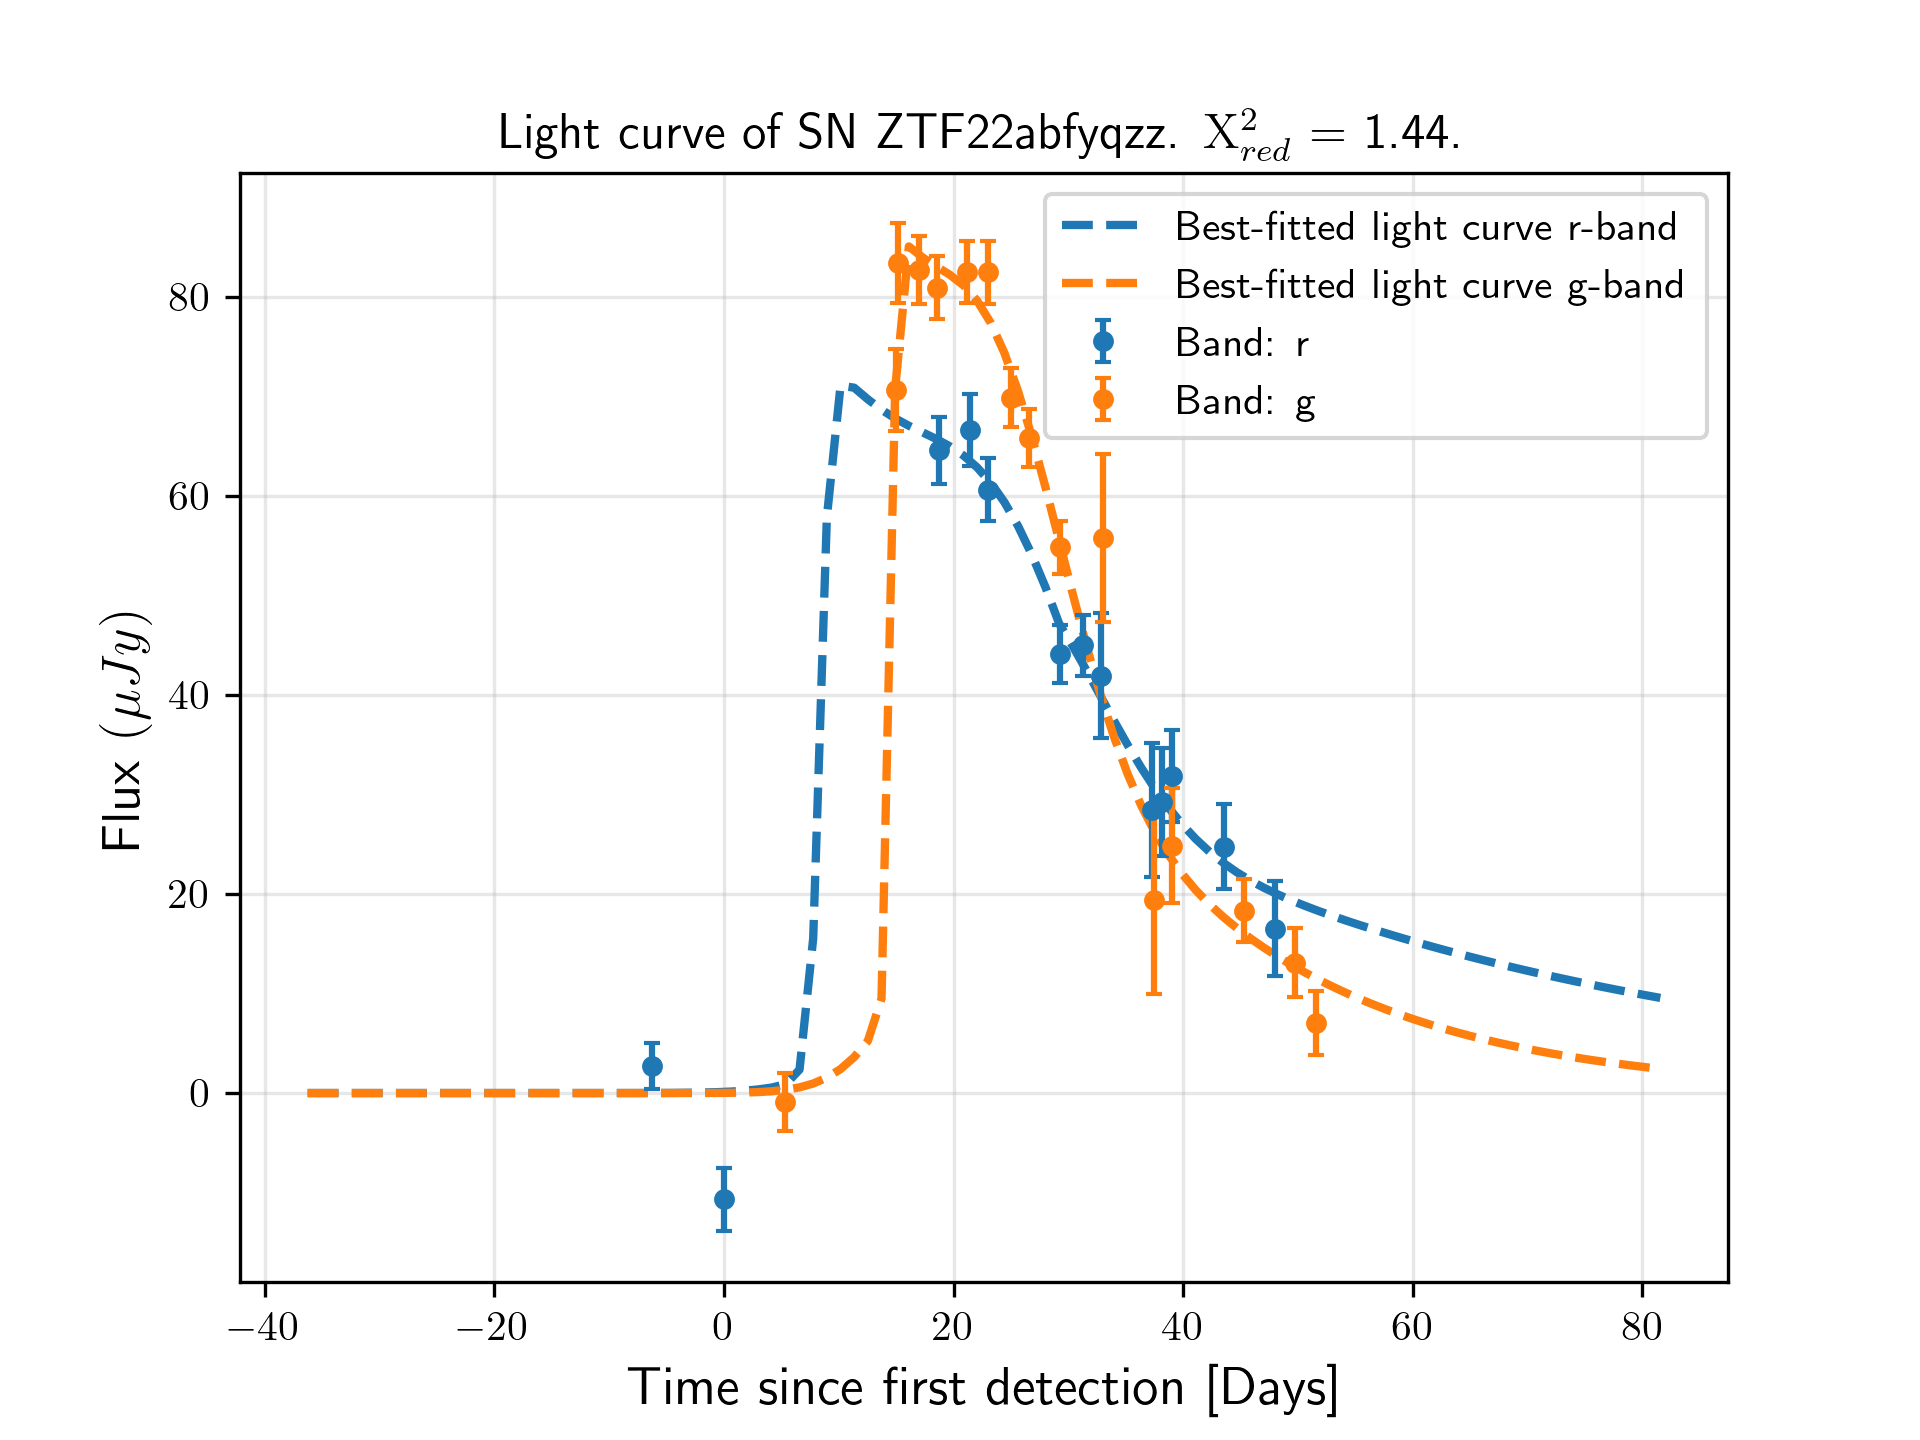 Light curve of SN ZTF22abfyqzz. X²_red = 1.44.
Best-fitted light curve r-band
Best-fitted light curve g-band
Band: r
Band: g
80
60
40
20
0
Flux (μJy)
−40 −20 0 20 40 60 80
Time since first detection [Days]